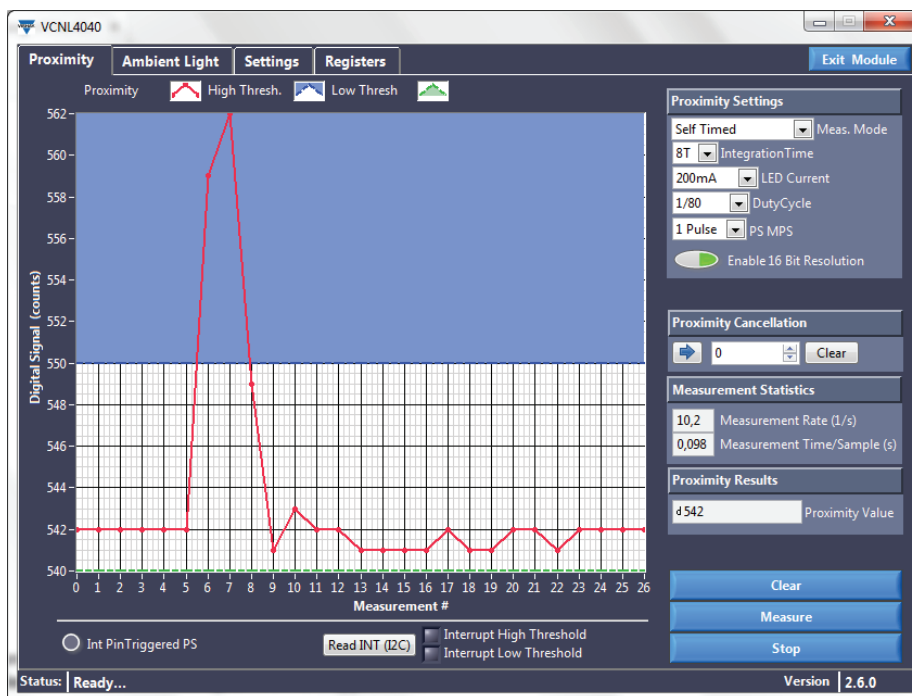 VISHAY
VCNL4040
Proximity
Ambient Light
Settings
Registers
Exit Module
Proximity
High Thresh.
Low Thresh
Digital Signal (counts)
562
560
558
556
554
552
550
548
546
544
542
540
0 1 2 3 4 5 6 7 8 9 10 11 12 13 14 15 16 17 18 19 20 21 22 23 24 25 26
Measurement #
Int PinTriggered PS
Read INT (I2C)
Interrupt High Threshold
Interrupt Low Threshold
Proximity Settings
Self Timed Meas. Mode
8T IntegrationTime
200mA LED Current
1/80 DutyCycle
1 Pulse PS MPS
Enable 16 Bit Resolution
Proximity Cancellation
0 Clear
Measurement Statistics
10,2 Measurement Rate (1/s)
0,098 Measurement Time/Sample (s)
Proximity Results
d 542 Proximity Value
Clear
Measure
Stop
Status: Ready...
Version 2.6.0